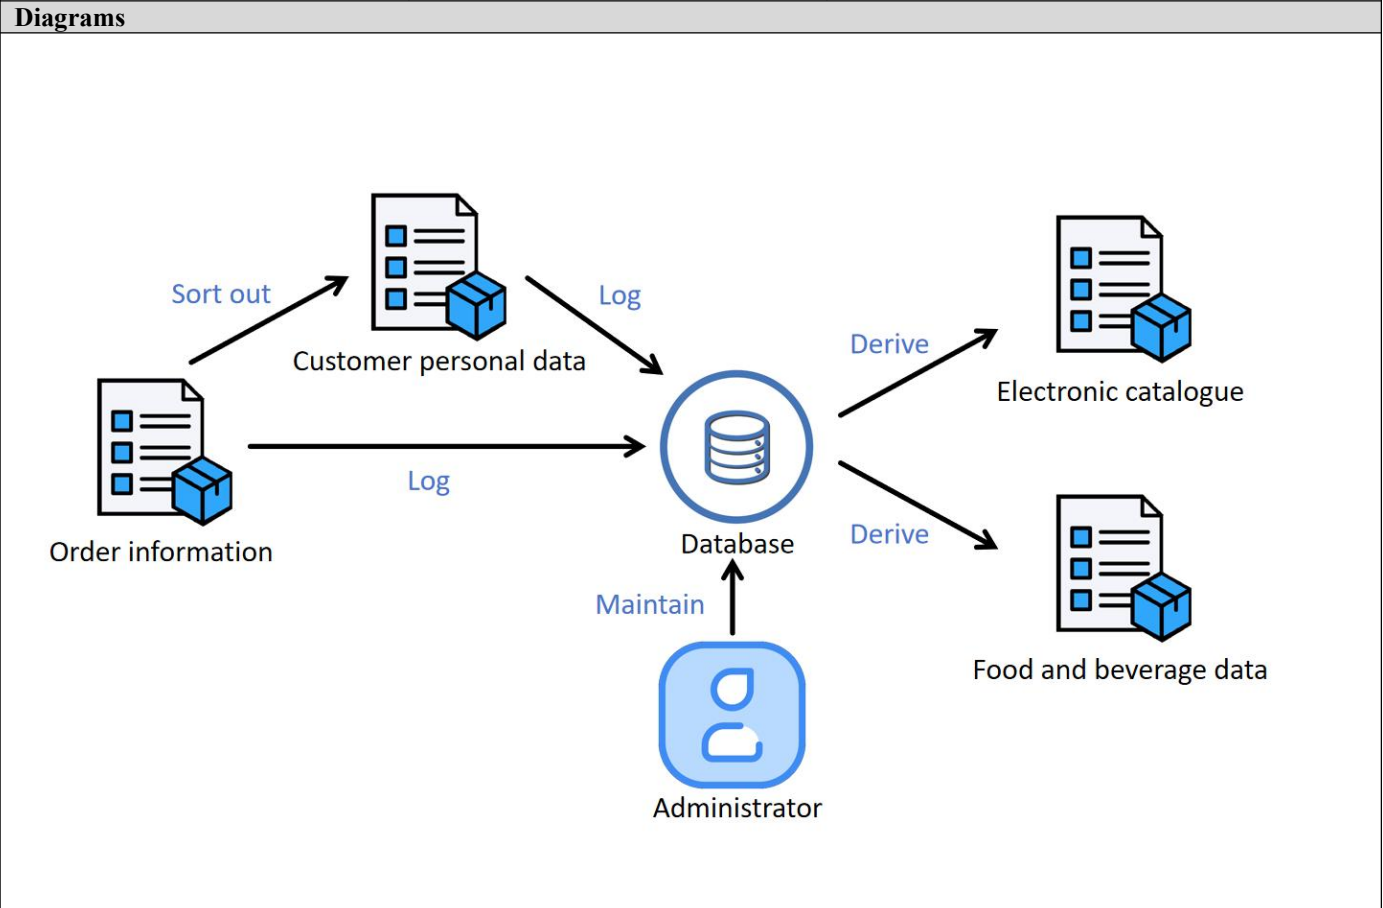 Diagrams
Sort out
Customer personal data
Log
Order information
Log
Database
Derive
Electronic catalogue
Derive
Food and beverage data
Maintain
Administrator